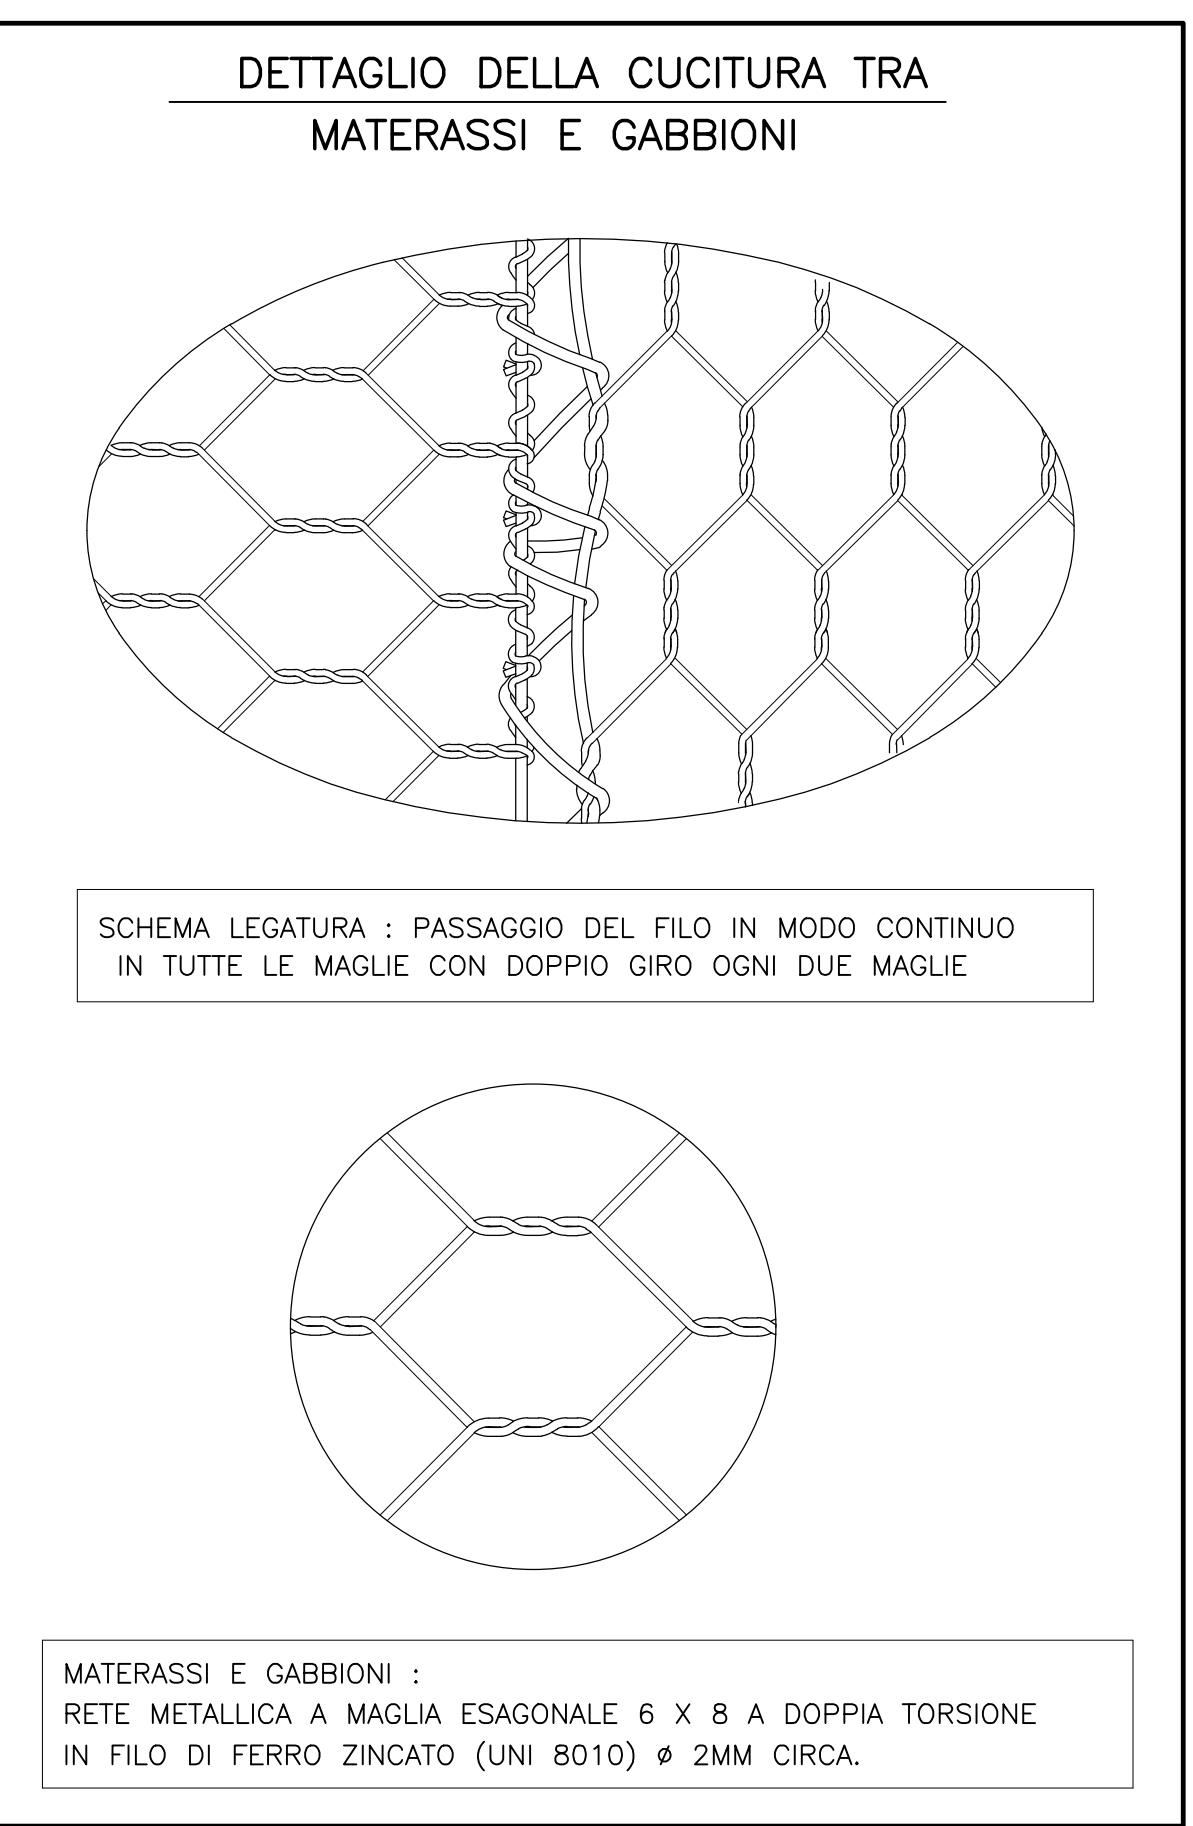 DETTAGLIO DELLA CUCITURA TRA
MATERASSI E GABBIONI
SCHEMA LEGATURA : PASSAGGIO DEL FILO IN MODO CONTINUO
IN TUTTE LE MAGLIE CON DOPPIO GIRO OGNI DUE MAGLIE
MATERASSI E GABBIONI :
RETE METALLICA A MAGLIA ESAGONALE 6 X 8 A DOPPIA TORSIONE
IN FILO DI FERRO ZINCATO (UNI 8010) ø 2MM CIRCA.